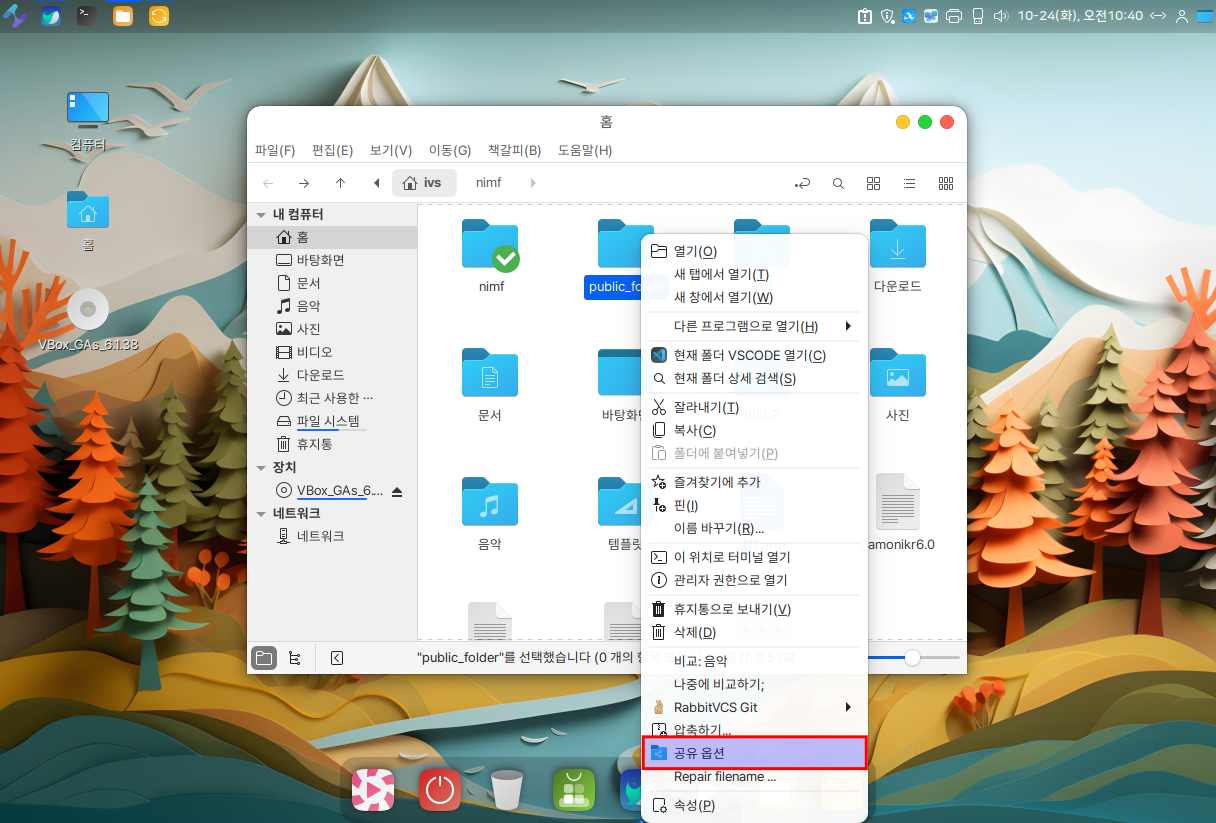 10-24(화), 오전10:40
컴퓨터
홈
VBox_GAs_6.1.38
홈
파일(F) 편집(E) 보기(V) 이동(G) 책갈피(B) 도움말(H)
ivs nimf
내 컴퓨터
홈
바탕화면
문서
음악
사진
비디오
다운로드
최근 사용한 ···
파일 시스템
휴지통
장치
VBox_GAs_6....
네트워크
네트워크
nimf
public_folder
다운로드
문서
사진
음악
템플릿
amonikr6.0
"public_folder"를 선택했습니다 (0 개의
열기(O)
새 탭에서 열기(T)
새 창에서 열기(W)
다른 프로그램으로 열기(H)
현재 폴더 VSCODE 열기(C)
현재 폴더 상세 검색(S)
잘라내기(T)
복사(C)
폴더에 붙여넣기(P)
즐겨찾기에 추가
핀(I)
이름 바꾸기(R)...
이 위치로 터미널 열기
관리자 권한으로 열기
휴지통으로 보내기(V)
삭제(D)
비교: 음악
나중에 비교하기;
RabbitVCS Git
압축하기...
공유 옵션
Repair filename ...
속성(P)